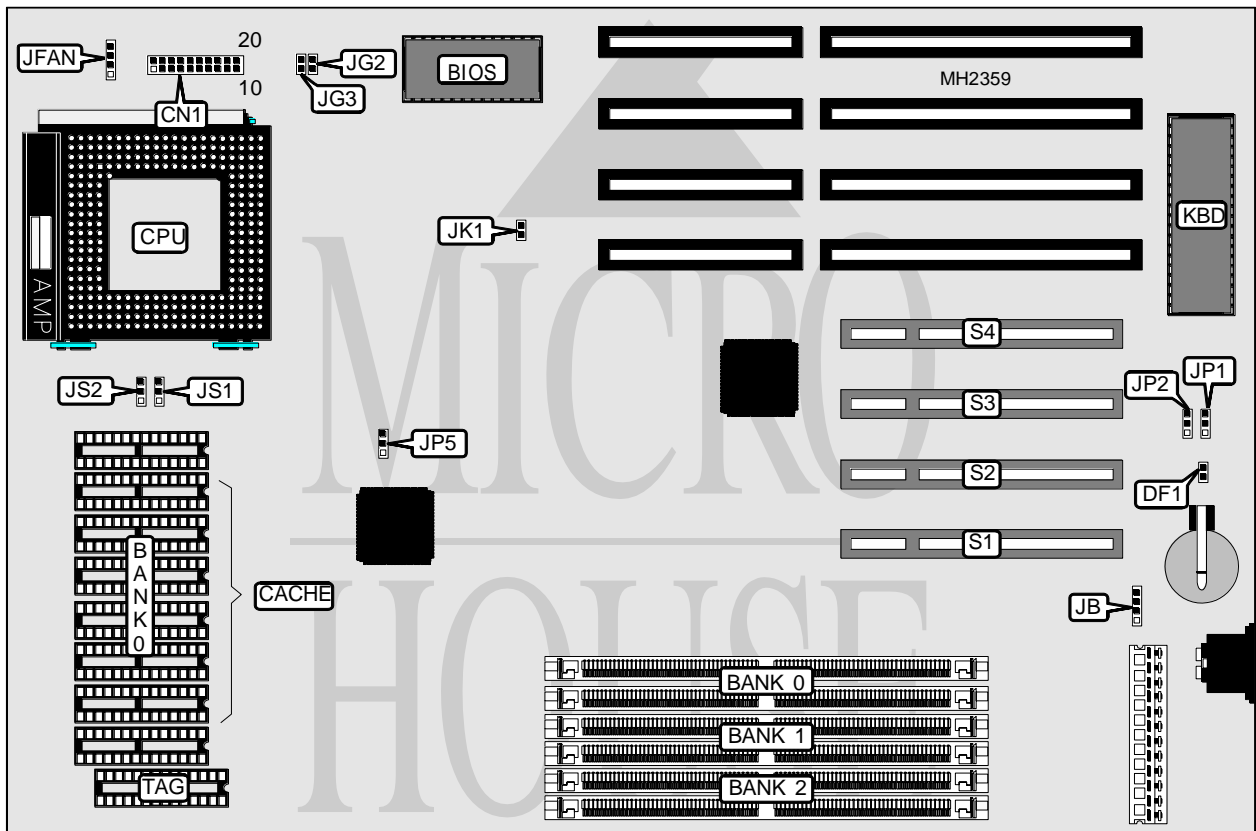 20
JFAN
JG2
BIOS
MH2359
10
JG3
CN1
CPU
JK1
KBD
AMP
S4
JS2
JS1
S3
JP2
JP1
JP5
S2
DF1
S1
BANK0
CACHE
JB
BANK 0
BANK 1
BANK 2
TAG
MICRO
HOUSE